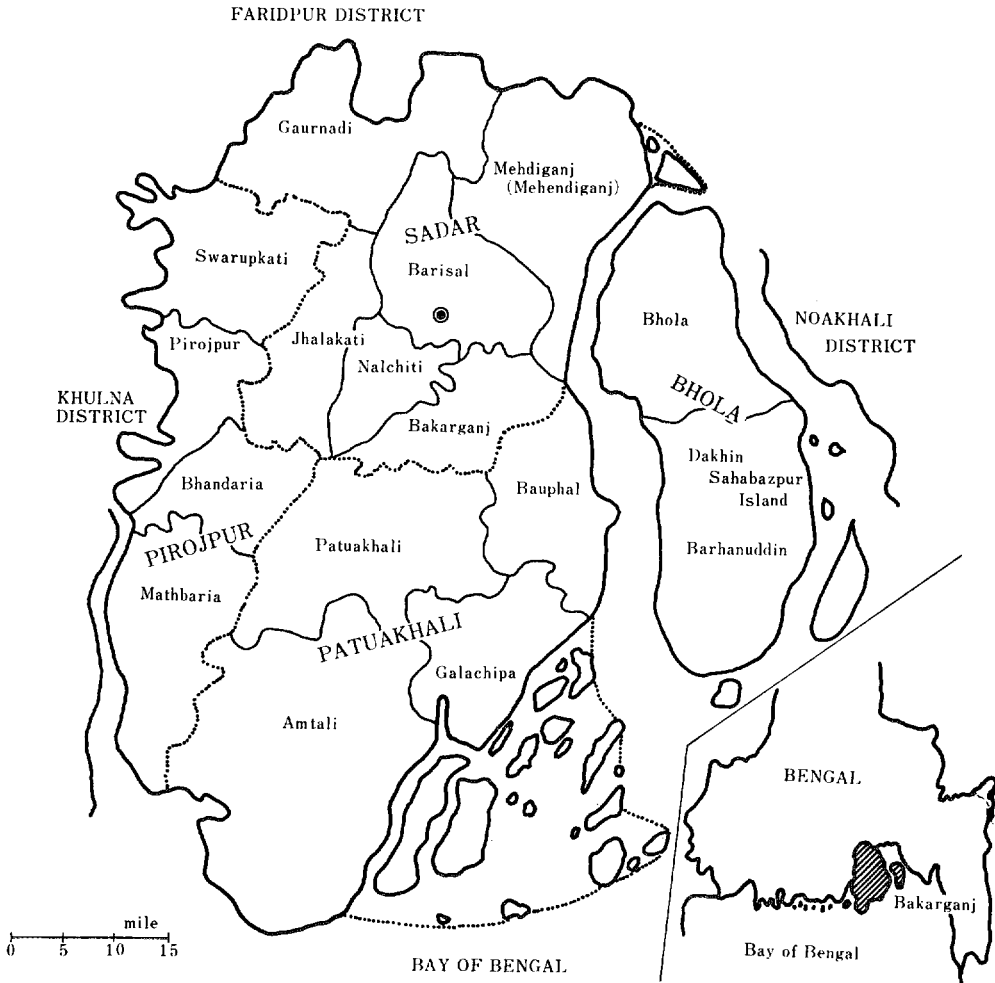 FARIDPUR DISTRICT
Gaurnadi
Mehdiganj
(Mehendiganj)
SADAR
Swarupkati
Barisal
Bhola
NOAKHALI
DISTRICT
Pirojpur
Jhalakati
Nalchiti
KHULNA
DISTRICT
BHOLA
Bakarganj
Dakhin
Sahabazpur
Island
Bhandaria
Bauphal
PIROJPUR
Patuakhali
Barhanuddin
Mathbaria
PATUAKHALI
Galachipa
Amtali
BENGAL
Bakarganj
Bay of Bengal
mile
0 5 10 15
BAY OF BENGAL